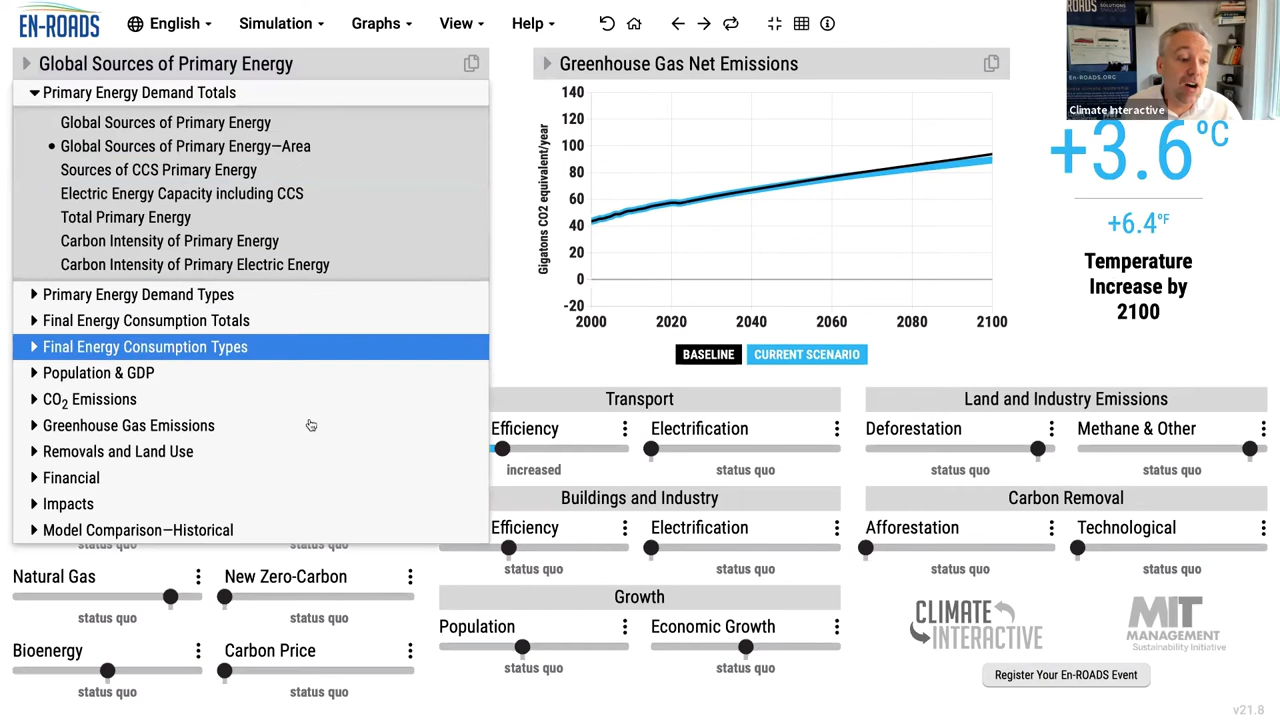 EN-ROADS
English
Simulation
Graphs
View
Help
SOLUTIONS
SIMULATOR
En-ROADS.ORG
Climate Interactive
Global Sources of Primary Energy
Primary Energy Demand Totals
Global Sources of Primary Energy
Global Sources of Primary Energy—Area
Sources of CCS Primary Energy
Electric Energy Capacity including CCS
Total Primary Energy
Carbon Intensity of Primary Energy
Carbon Intensity of Primary Electric Energy
Primary Energy Demand Types
Final Energy Consumption Totals
Final Energy Consumption Types
Population & GDP
CO2 Emissions
Greenhouse Gas Emissions
Removals and Land Use
Financial
Impacts
Model Comparison—Historical
Greenhouse Gas Net Emissions
Gigatons CO2 equivalent/year
140
120
100
80
60
40
20
0
-20
2000 2020 2040 2060 2080 2100
BASELINE CURRENT SCENARIO
+3.6°C
+6.4°F
Temperature
Increase by
2100
status quo status quo
Natural Gas
status quo
New Zero-Carbon
status quo
Bioenergy
status quo
Carbon Price
status quo
Transport
Efficiency
increased
Electrification
status quo
Buildings and Industry
Efficiency
status quo
Electrification
status quo
Growth
Population
status quo
Economic Growth
status quo
Land and Industry Emissions
Deforestation
status quo
Methane & Other
status quo
Carbon Removal
Afforestation
status quo
Technological
status quo
CLIMATE
INTERACTIVE
MIT
MANAGEMENT
Sustainability Initiative
Register Your En-ROADS Event
v21.8